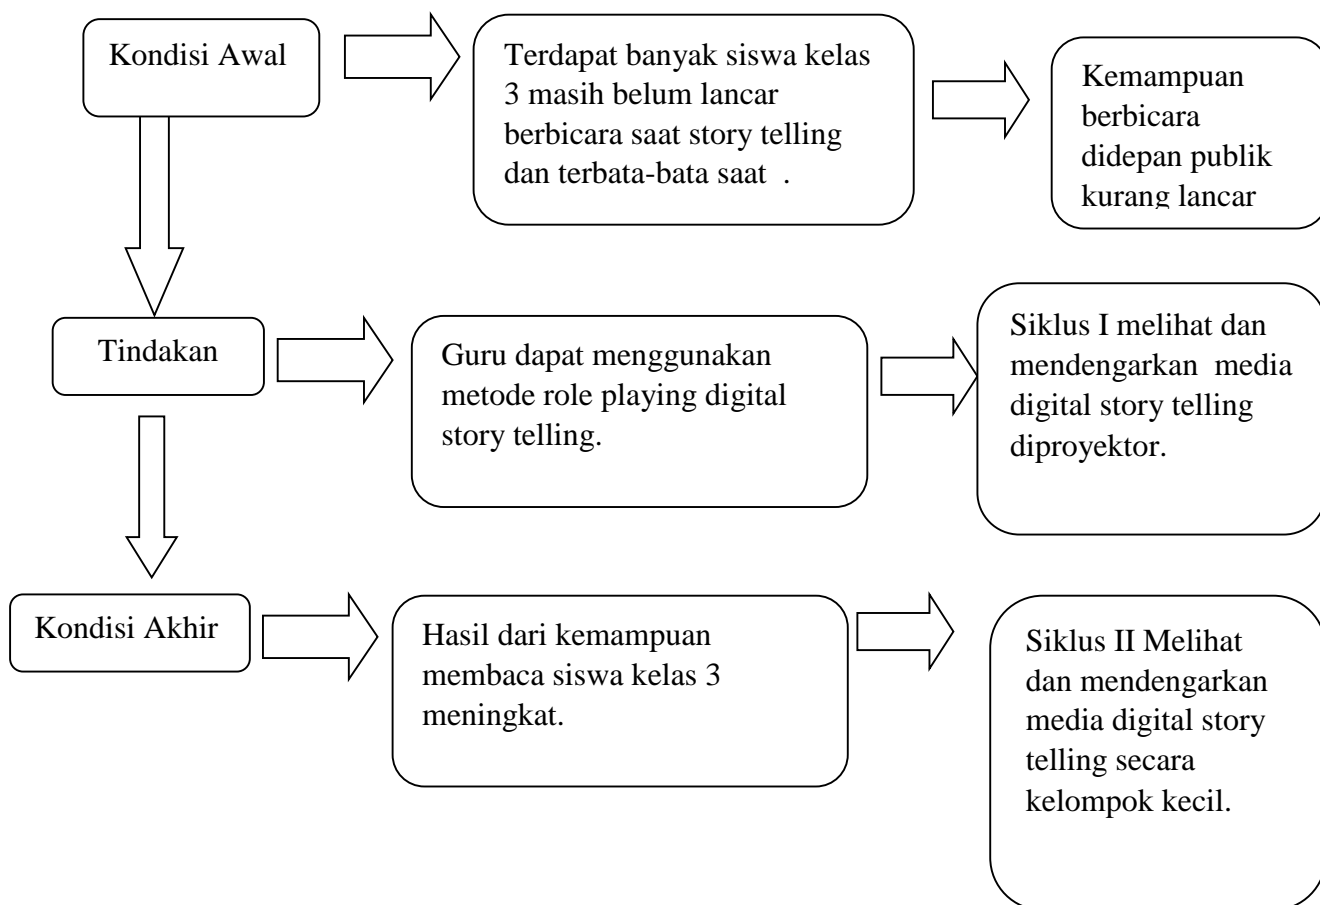 Kondisi Awal
Terdapat banyak siswa kelas
3 masih belum lancar
berbicara saat story telling
dan terbata-bata saat  .
Kemampuan
berbicara
didepan publik
kurang lancar
Tindakan
Guru dapat menggunakan
metode role playing digital
story telling.
Siklus I melihat dan
mendengarkan  media
digital story telling
diproyektor.
Kondisi Akhir
Hasil dari kemampuan
membaca siswa kelas 3
meningkat.
Siklus II Melihat
dan mendengarkan
media digital story
telling secara
kelompok kecil.